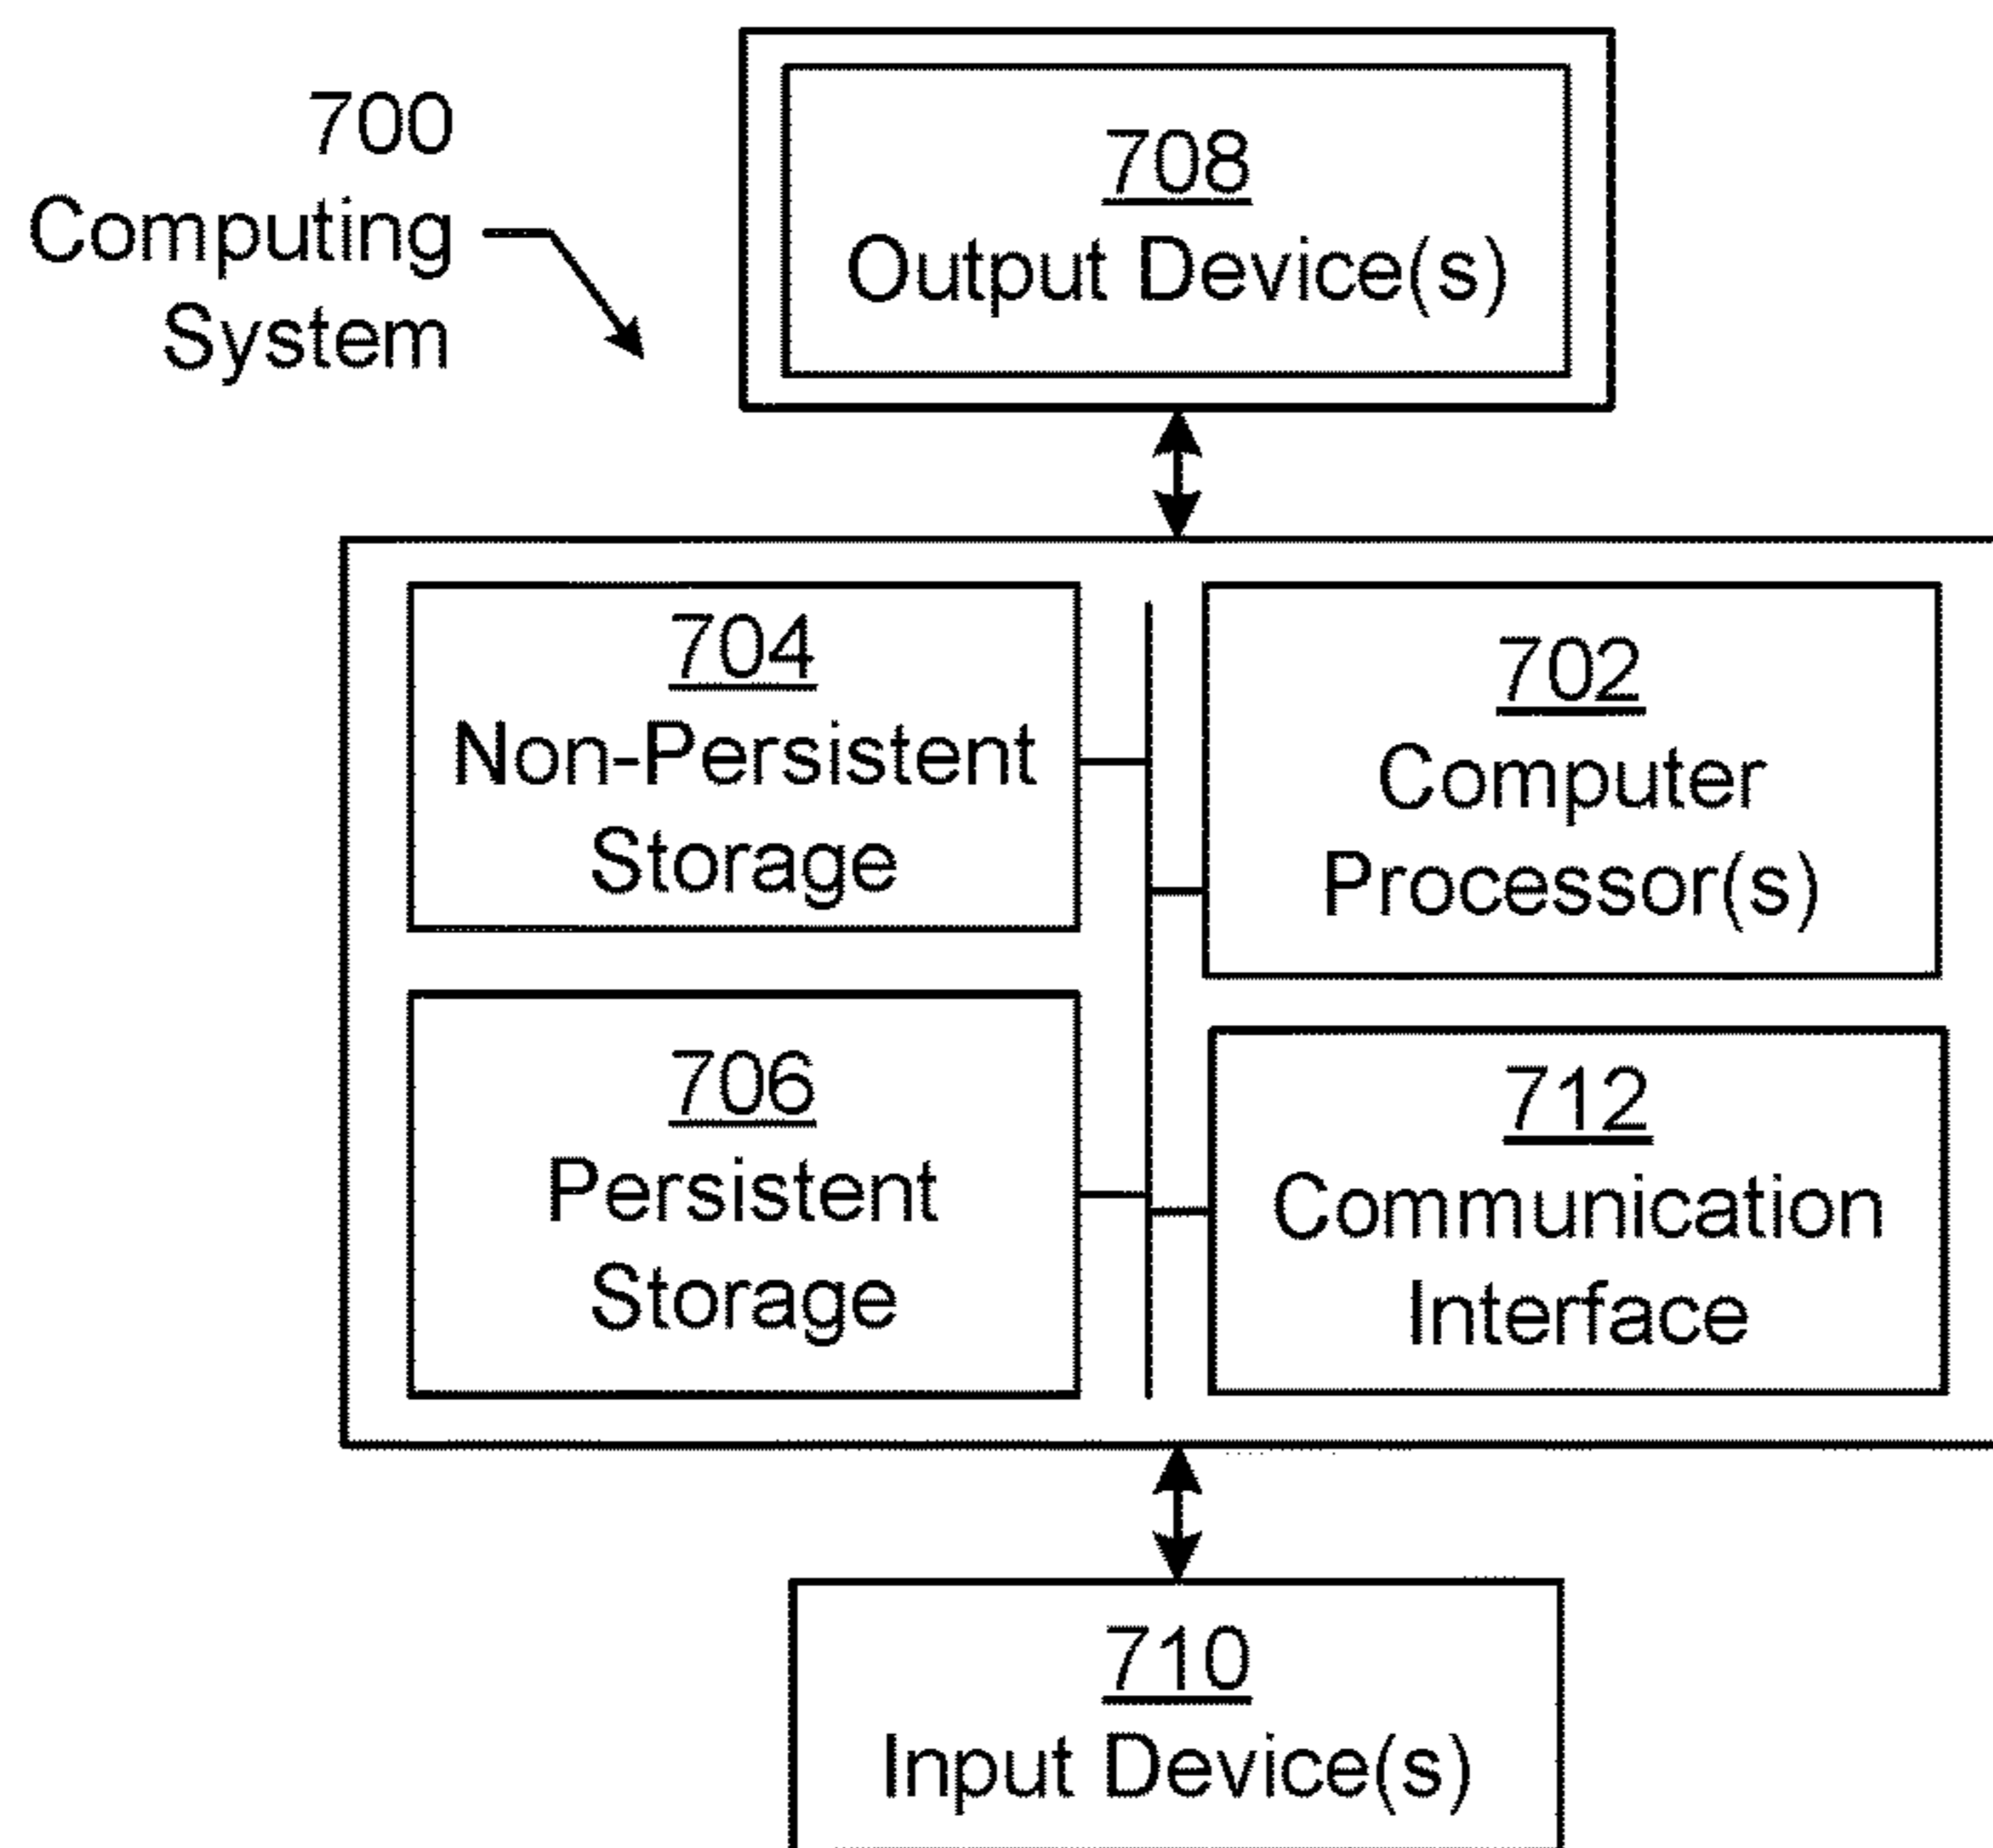 700
Computing
System
708
Output Device(s)
704
Non-Persistent
Storage
702
Computer
Processor(s)
706
Persistent
Storage
712
Communication
Interface
710
Input Device(s)